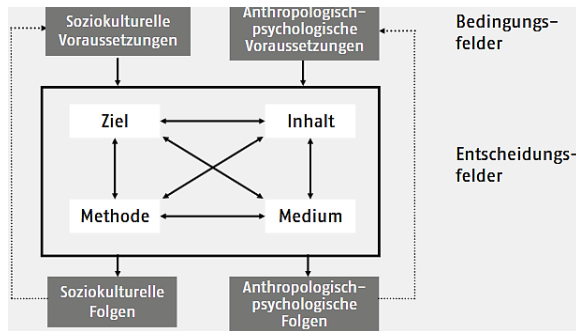 Soziokulturelle
Voraussetzungen
Anthropologisch-
psychologische
Voraussetzungen
Bedingungs-
felder
Ziel
Inhalt
Methode
Medium
Entscheidungs-
felder
Soziokulturelle
Folgen
Anthropologisch-
psychologische
Folgen